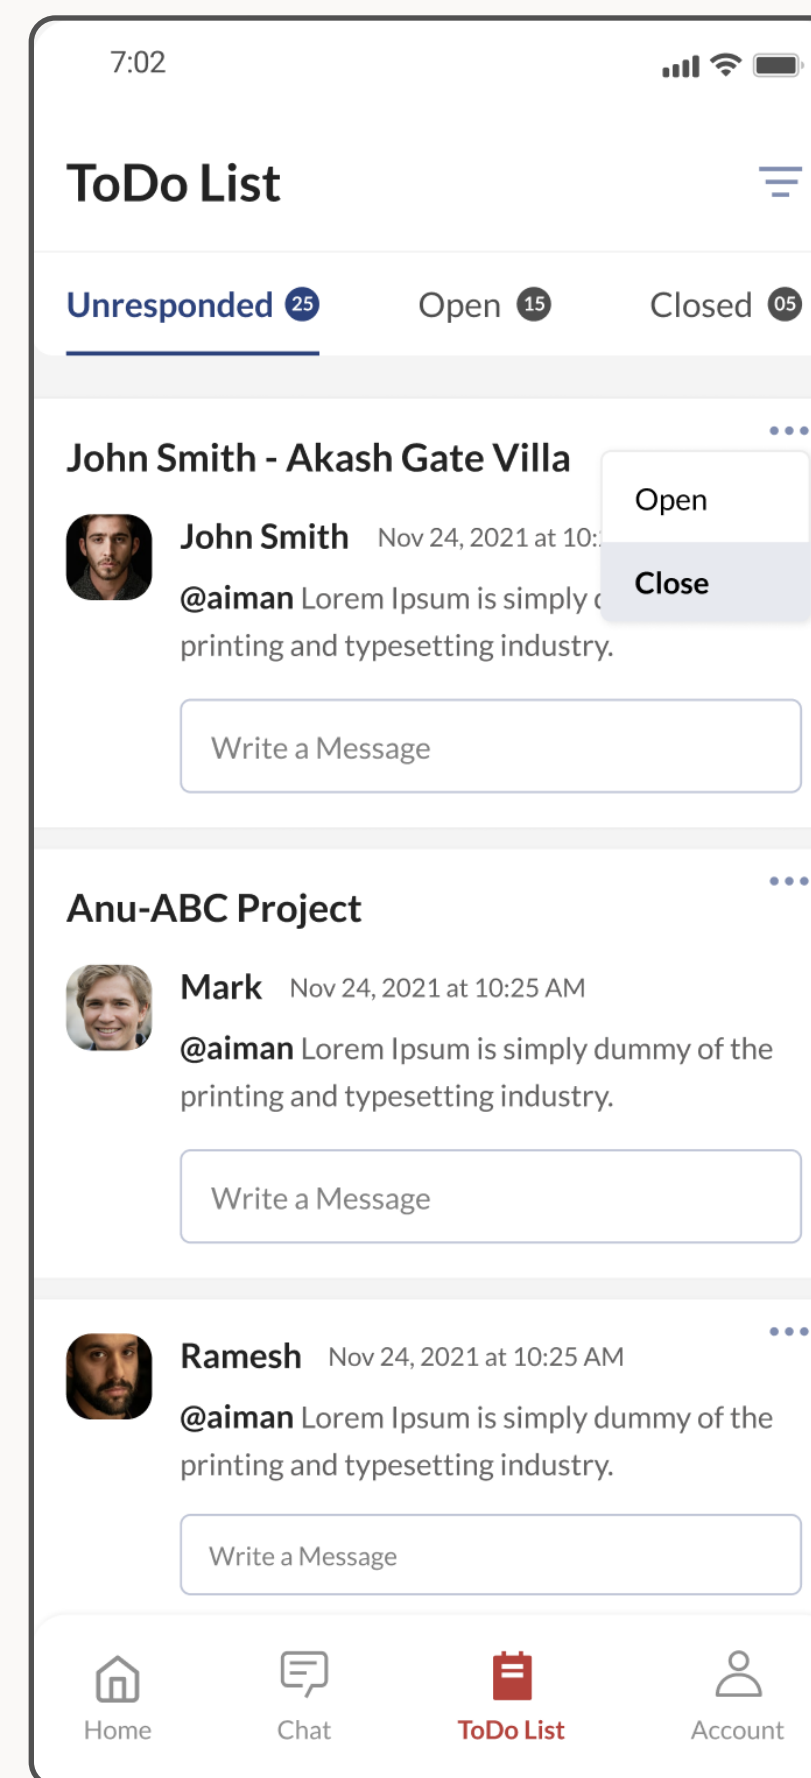 7:02
ToDo List
Unresponded 25 Open 15 Closed 05
John Smith - Akash Gate Villa
Open
John Smith Nov 24, 2021 at 10:
Close
@aiman Lorem Ipsum is simply
printing and typesetting industry.
Write a Message
Anu-ABC Project
Mark Nov 24, 2021 at 10:25 AM
@aiman Lorem Ipsum is simply dummy of the
printing and typesetting industry.
Write a Message
Ramesh Nov 24, 2021 at 10:25 AM
@aiman Lorem Ipsum is simply dummy of the
printing and typesetting industry.
Write a Message
Home Chat ToDo List Account